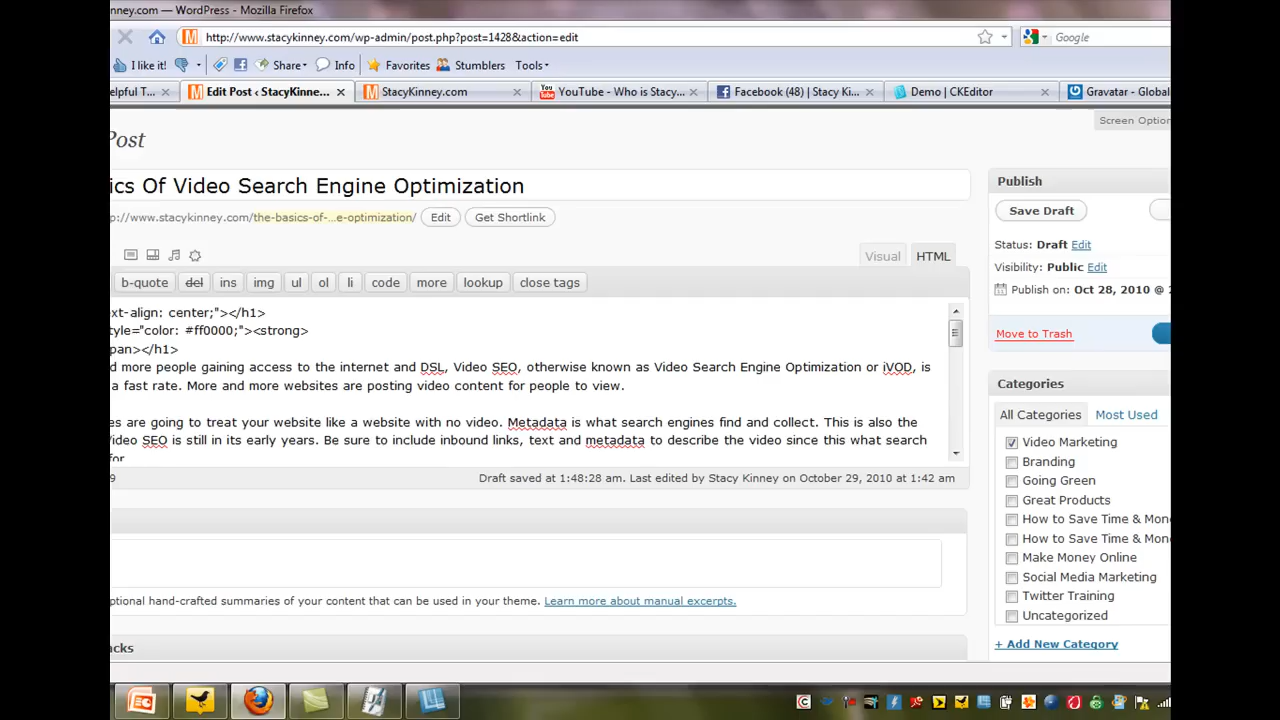 nney.com — WordPress - Mozilla Firefox
http://www.stacykinney.com/wp-admin/post.php?post=1428&action=edit
Google
I like it!
Share
Info
Favorites
Stumblers
Tools
elpful T...
Edit Post ‹ StacyKinne...
StacyKinney.com
YouTube - Who is Stacy...
Facebook (48) | Stacy Ki...
Demo | CKEditor
Gravatar - Global
Screen Option
Post
ics Of Video Search Engine Optimization
p://www.stacykinney.com/the-basics-of-...e-optimization/
Edit
Get Shortlink
Visual
HTML
b-quote
del
ins
img
ul
ol
li
code
more
lookup
close tags
ext-align: center;"></h1>
style="color: #ff0000;"><strong>
pan></h1>
d more people gaining access to the internet and DSL, Video SEO, otherwise known as Video Search Engine Optimization or iVOD, is
a fast rate. More and more websites are posting video content for people to view.
es are going to treat your website like a website with no video. Metadata is what search engines find and collect. This is also the
ideo SEO is still in its early years. Be sure to include inbound links, text and metadata to describe the video since this what search
for
9
Draft saved at 1:48:28 am. Last edited by Stacy Kinney on October 29, 2010 at 1:42 am
ptional hand-crafted summaries of your content that can be used in your theme. Learn more about manual excerpts.
acks
Publish
Save Draft
Status: Draft Edit
Visibility: Public Edit
Publish on: Oct 28, 2010 @ 2
Move to Trash
Categories
All Categories
Most Used
Video Marketing
Branding
Going Green
Great Products
How to Save Time & Mon
How to Save Time & Mon
Make Money Online
Social Media Marketing
Twitter Training
Uncategorized
+ Add New Category